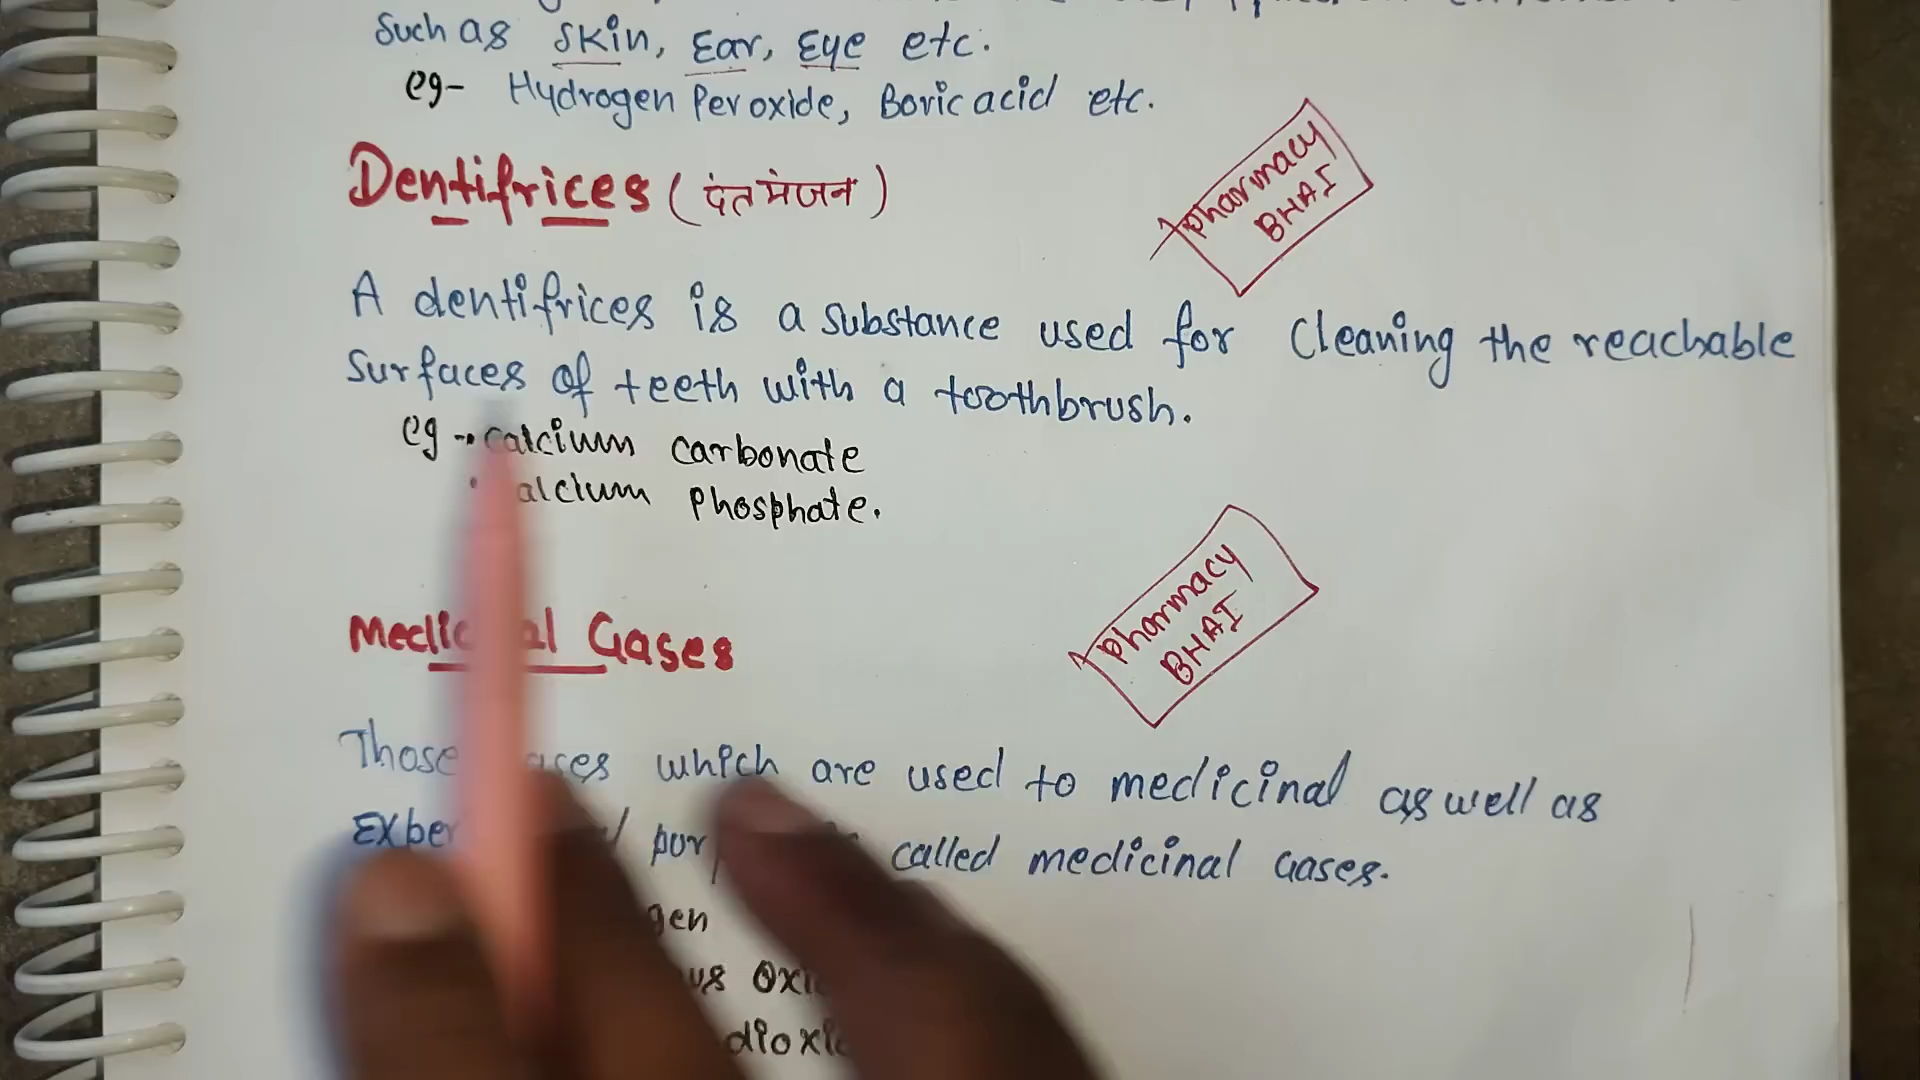 Such as Skin, Ear, Eye etc.
eg- Hydrogen Peroxide, Boric acid etc.
Dentifrices (दंत मंजन)
pharmacy
BHAI
A dentifrices is a substance used for Cleaning the reachable
Surfaces of teeth with a toothbrush.
eg → calcium carbonate
alcium Phosphate.
Gases
pharmacy
BHAI
which are used to medicinal as well as
called medicinal Gases.